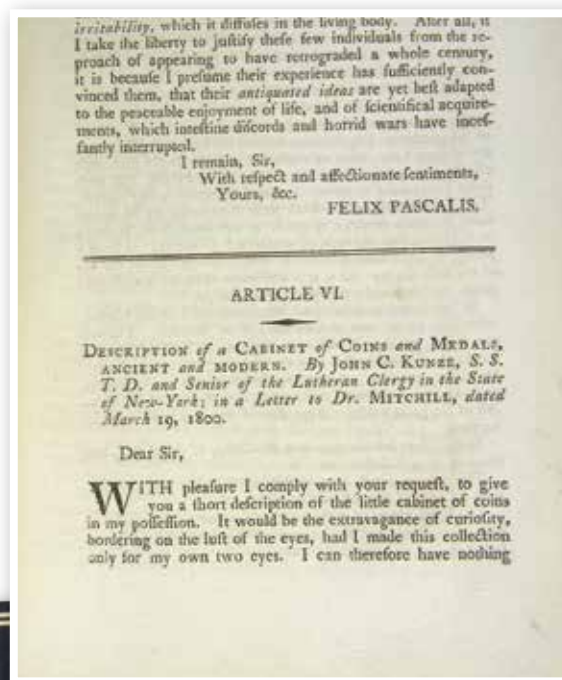 irritability, which it diffuſes in the living body. After all, if
I take the liberty to juſtify theſe few individuals from the re-
proach of appearing to have retrograded a whole century,
it is becauſe I preſume their experience has ſufficiently con-
vinced them, that their antiquated ideas are yet beſt adapted
to the peaceable enjoyment of life, and of ſcientifical acquire-
ments, which inteſtine diſcords and horrid wars have inceſ-
ſantly interrupted.
I remain, Sir,
With reſpect and affectionate ſentiments,
Yours, &c.
FELIX PASCALIS.
ARTICLE VI.
DESCRIPTION of a CABINET of COINS and MEDALS,
ANCIENT and MODERN. By JOHN C. KUNZE, S. S.
T. D. and Senior of the Lutheran Clergy in the State
of New-York; in a Letter to Dr. MITCHILL, dated
March 19, 1800.
Dear Sir,
WITH pleaſure I comply with your requeſt, to give
you a ſhort deſcription of the little cabinet of coins
in my poſſeſſion. It would be the extravagance of curioſity,
bordering on the luſt of the eyes, had I made this collection
only for my own two eyes. I can therefore have nothing